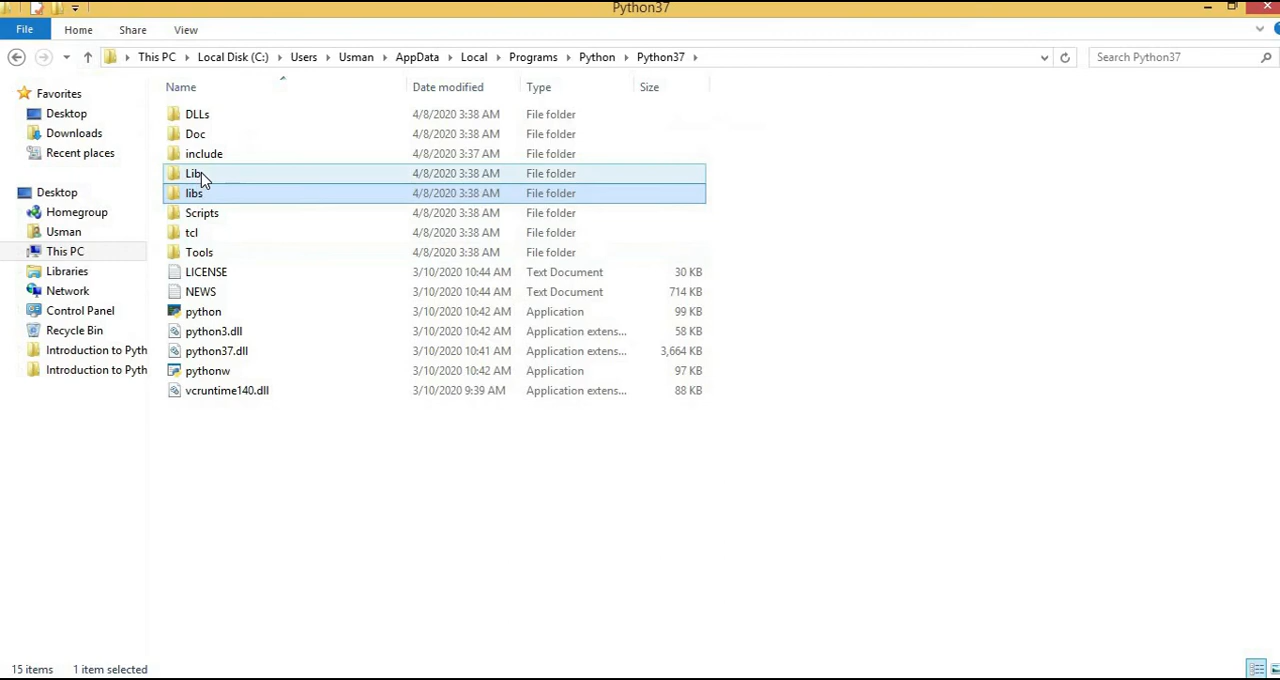 Python37
File Home Share View
This PC Local Disk (C:) Users Usman AppData Local Programs Python Python37 Search Python37
Name Date modified Type Size
Favorites
Desktop
Downloads
Recent places
Desktop
Homegroup
Usman
This PC
Libraries
Network
Control Panel
Recycle Bin
Introduction to Pyth
Introduction to Pyth
DLLs 4/8/2020 3:38 AM File folder
Doc 4/8/2020 3:38 AM File folder
include 4/8/2020 3:37 AM File folder
Lib 4/8/2020 3:38 AM File folder
libs 4/8/2020 3:38 AM File folder
Scripts 4/8/2020 3:38 AM File folder
tcl 4/8/2020 3:38 AM File folder
Tools 4/8/2020 3:38 AM File folder
LICENSE 3/10/2020 10:44 AM Text Document 30 KB
NEWS 3/10/2020 10:44 AM Text Document 714 KB
python 3/10/2020 10:42 AM Application 99 KB
python3.dll 3/10/2020 10:42 AM Application extens... 58 KB
python37.dll 3/10/2020 10:41 AM Application extens... 3,664 KB
pythonw 3/10/2020 10:42 AM Application 97 KB
vcruntime140.dll 3/10/2020 9:39 AM Application extens... 88 KB
15 items 1 item selected